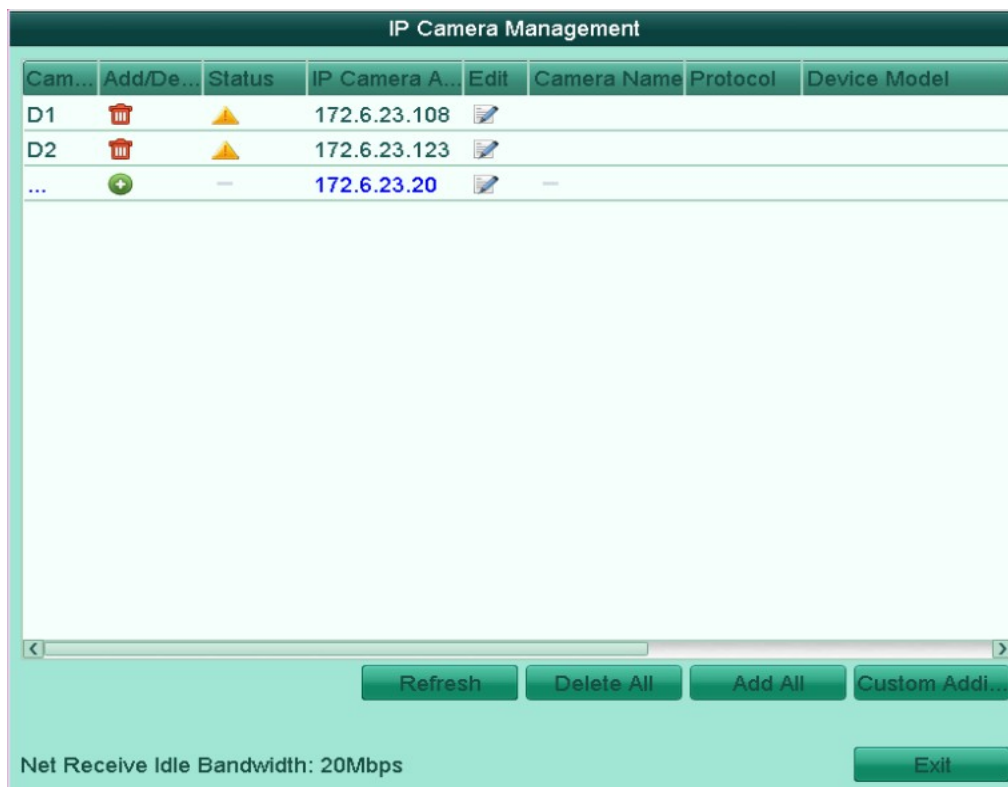 IP Camera Management
Cam... Add/De... Status IP Camera A... Edit Camera Name Protocol Device Model
D1 172.6.23.108
D2 172.6.23.123
... — 172.6.23.20 —
Refresh Delete All Add All Custom Addi...
Net Receive Idle Bandwidth: 20Mbps Exit